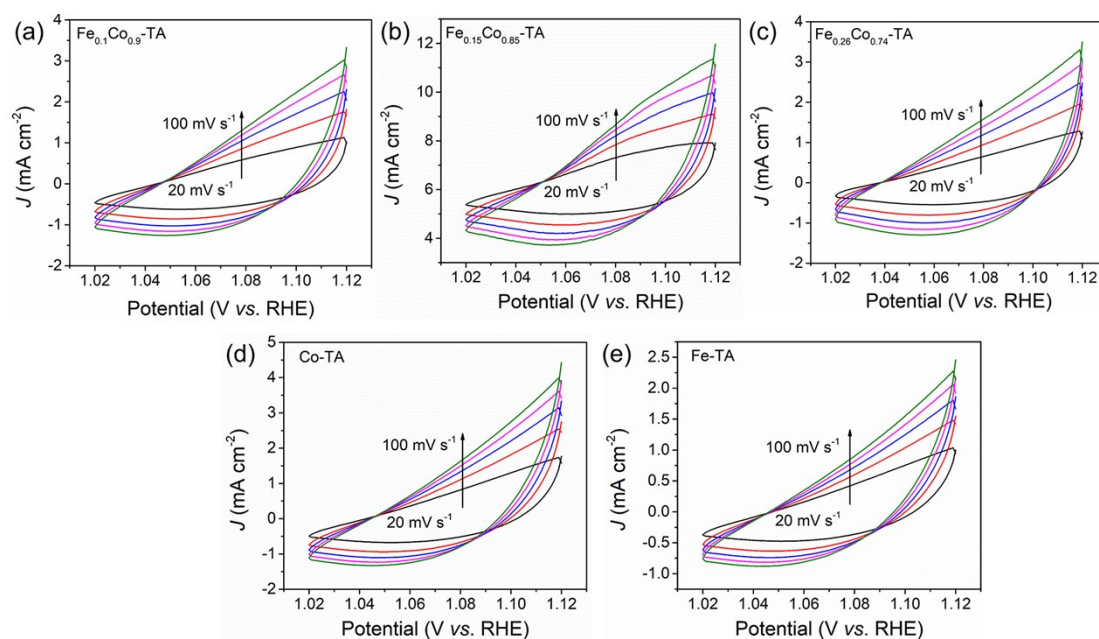 (a) Fe0.1Co0.9-TA
J (mA cm-2)
4
3
2
1
0
-1
-2
100 mV s-1
20 mV s-1
1.02 1.04 1.06 1.08 1.10 1.12
Potential (V vs. RHE)
(b) Fe0.15Co0.85-TA
J (mA cm-2)
12
10
8
6
4
100 mV s-1
20 mV s-1
1.02 1.04 1.06 1.08 1.10 1.12
Potential (V vs. RHE)
(c) Fe0.26Co0.74-TA
J (mA cm-2)
4
3
2
1
0
-1
-2
100 mV s-1
20 mV s-1
1.02 1.04 1.06 1.08 1.10 1.12
Potential (V vs. RHE)
(d) Co-TA
J (mA cm-2)
5
4
3
2
1
0
-1
-2
100 mV s-1
20 mV s-1
1.02 1.04 1.06 1.08 1.10 1.12
Potential (V vs. RHE)
(e) Fe-TA
J (mA cm-2)
2.5
2.0
1.5
1.0
0.5
0.0
-0.5
-1.0
100 mV s-1
20 mV s-1
1.02 1.04 1.06 1.08 1.10 1.12
Potential (V vs. RHE)